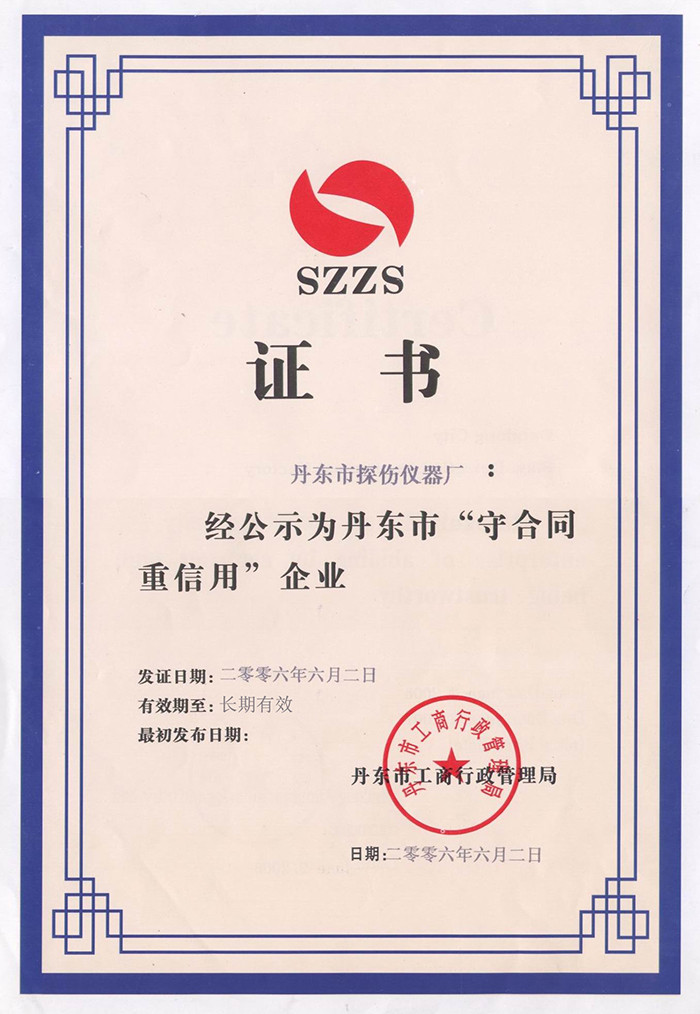 SZZS
证 书
丹东市探伤仪器厂 :
经公示为丹东市“守合同
重信用”企业
发证日期: 二零零六年六月二日
有效期至: 长期有效
最初发布日期:
丹东市工商行政管理局
丹东市工商行政管理局
日期: 二零零六年六月二日